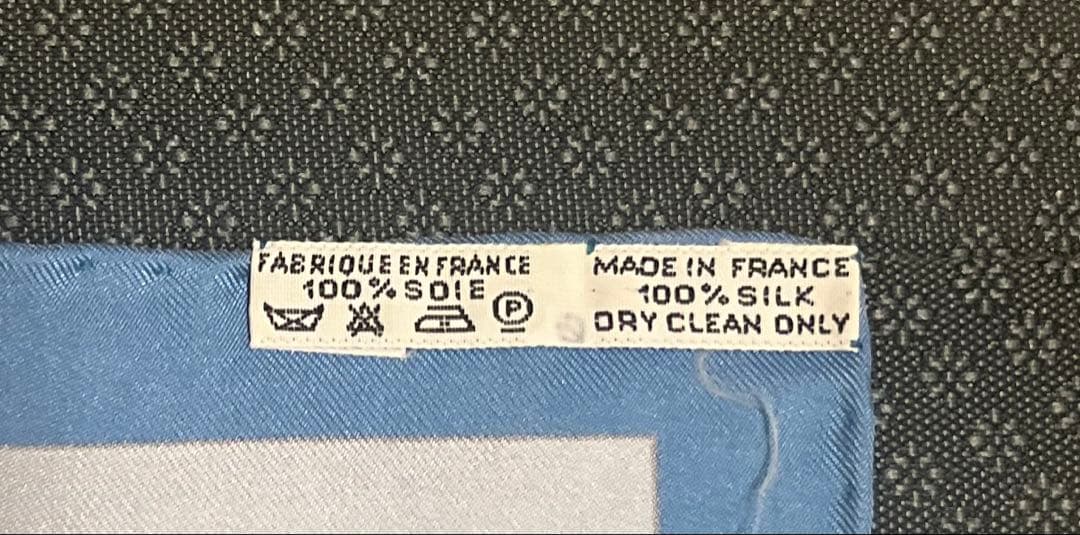 FABRIQUE EN FRANCE
100% SOIE
P
MADE IN FRANCE
100% SILK
DRY CLEAN ONLY